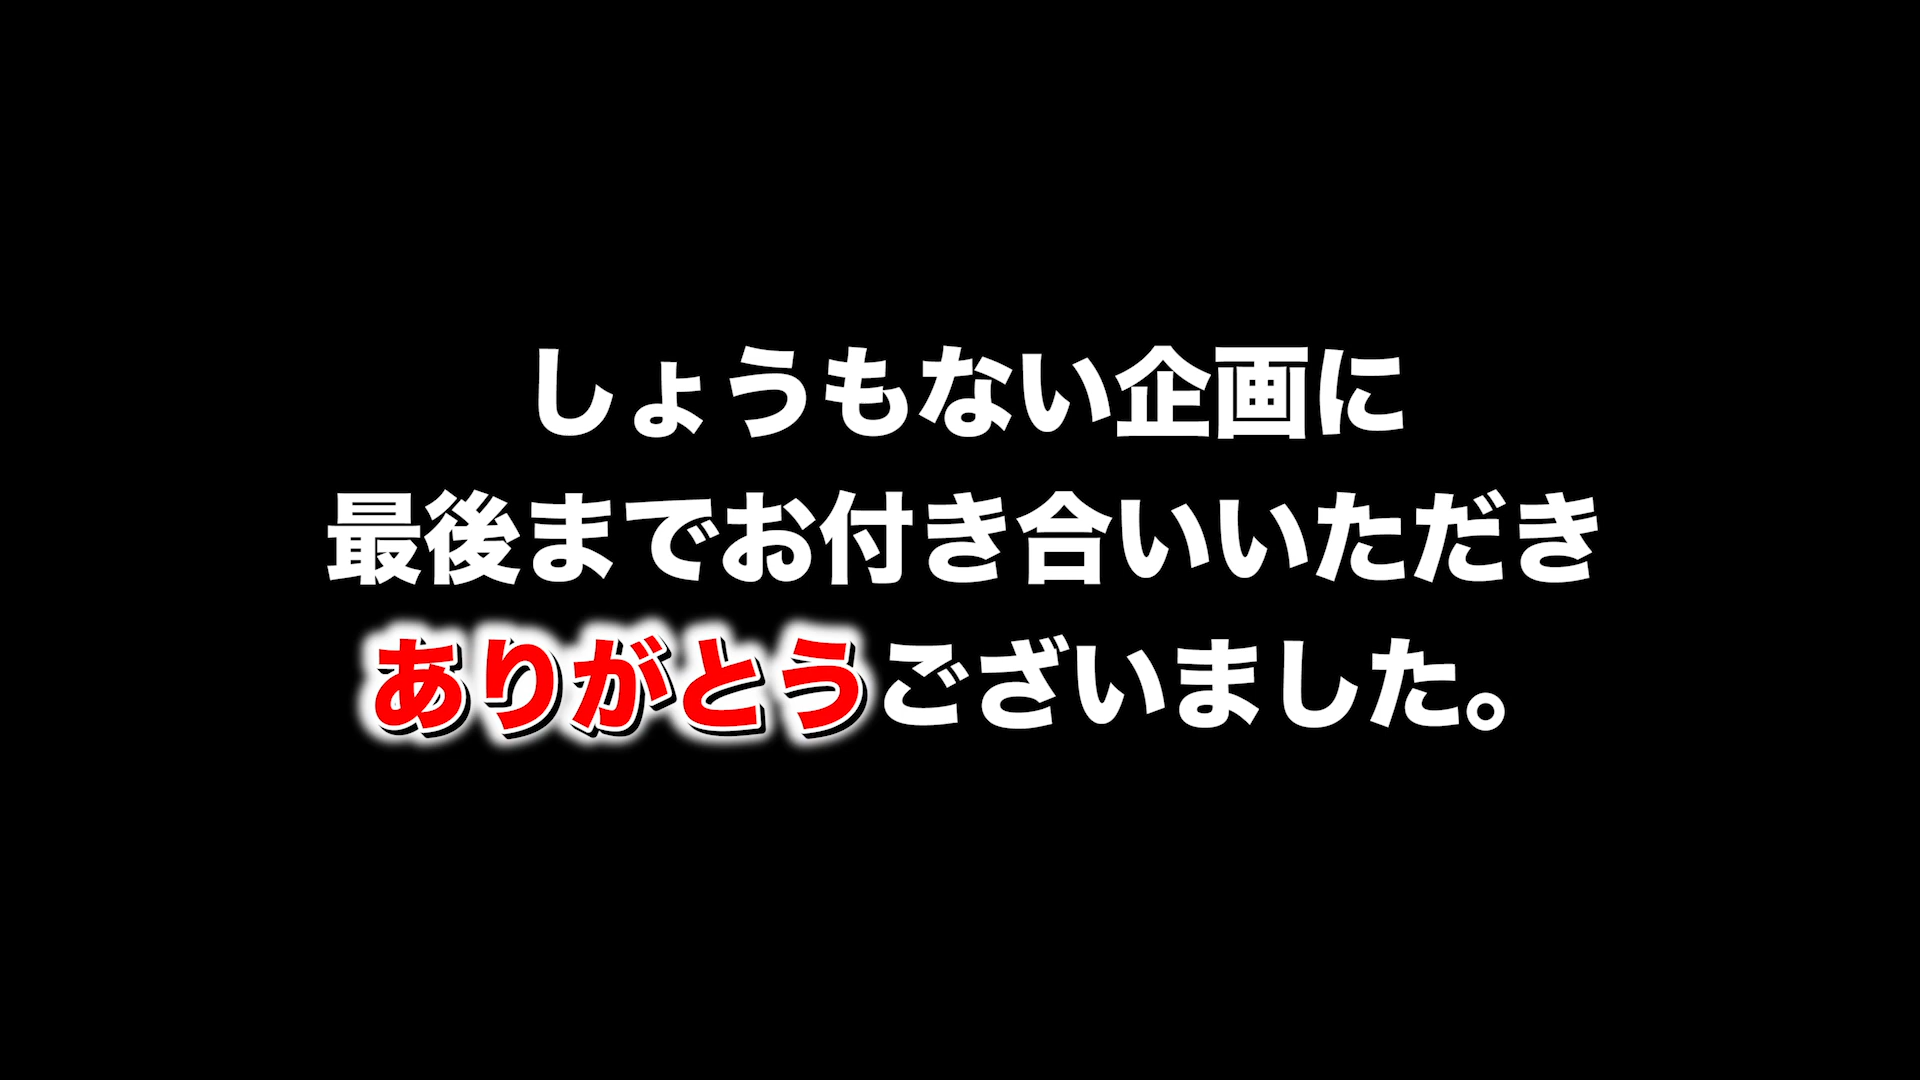 しょうもない企画に
最後までお付き合いいただき
ありがとうございました。